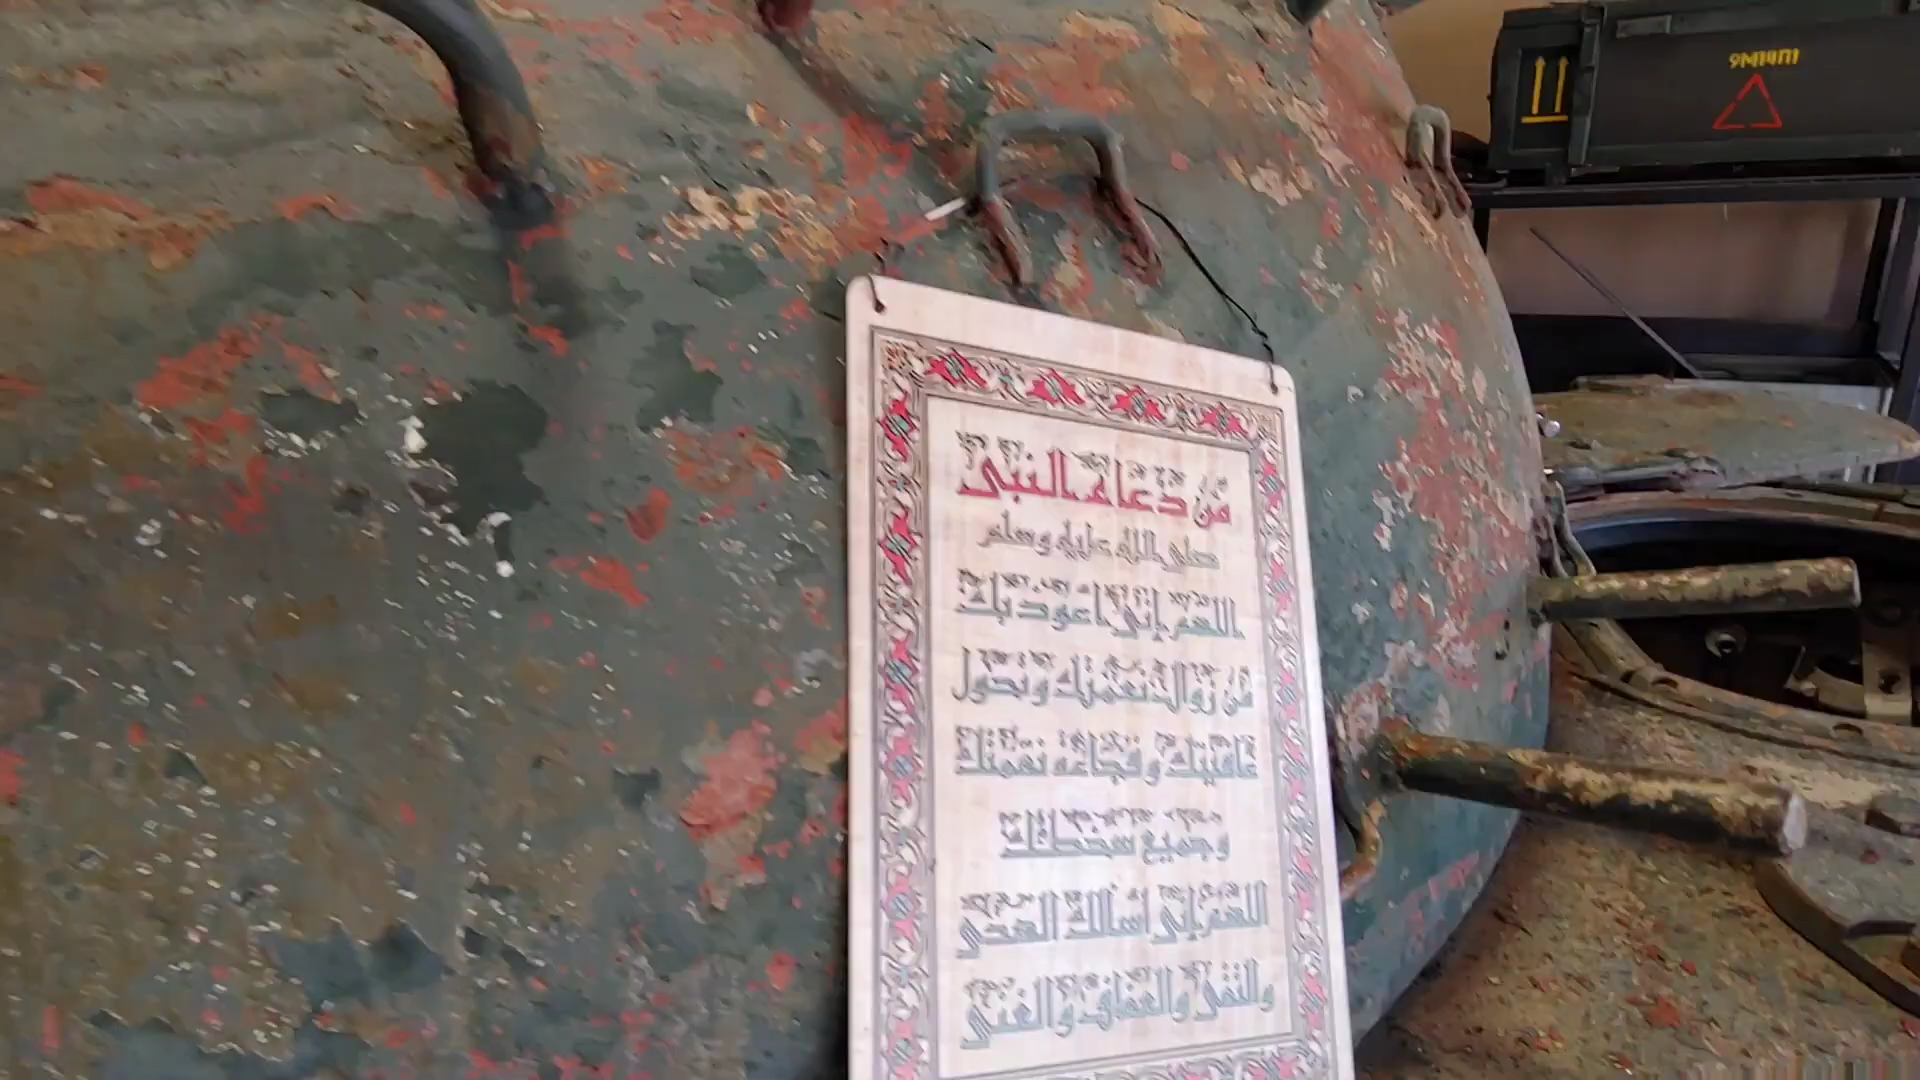 9М14П1
من دعاء النبي
صلى الله عليه وسلم
اللهم إني أعوذ بك
من زوال نعمتك وتحول
عافيتك وفجاءة نقمتك
وجميع سخطك
اللهم إني أسألك الهدى
والتقى والعفاف والغنى